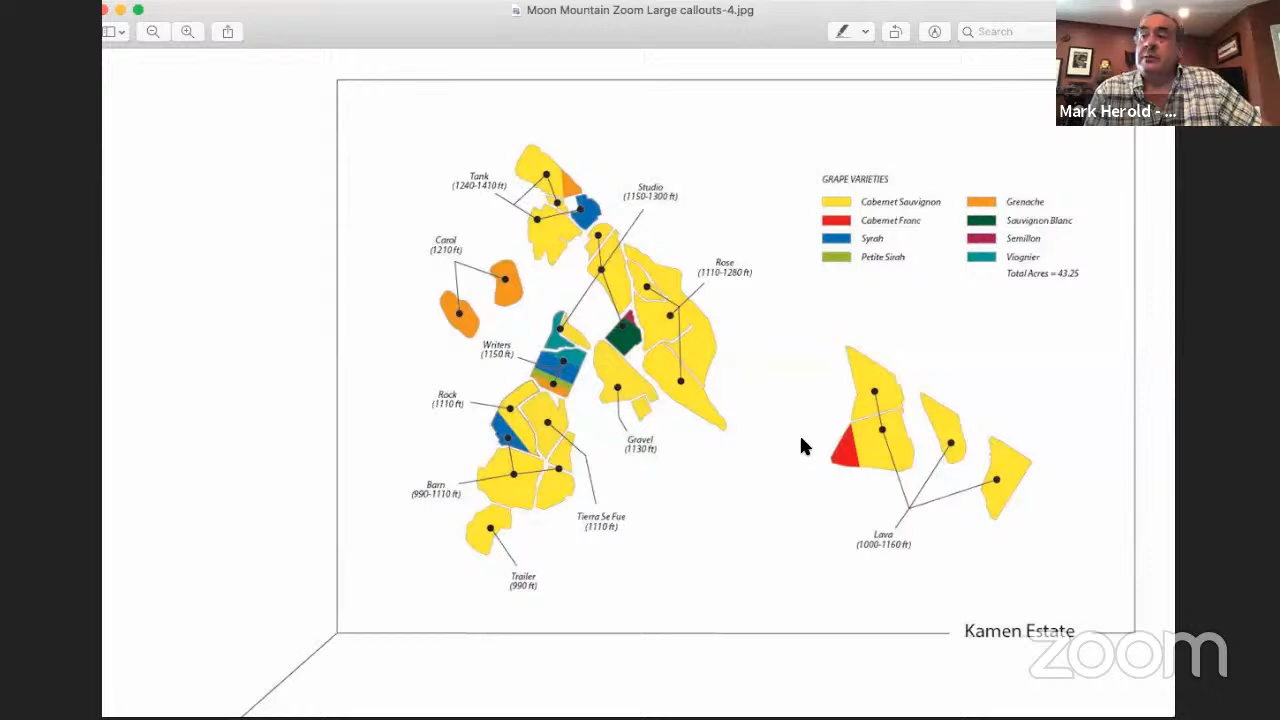 Moon Mountain Zoom Large callouts-4.jpg
Search
Mark Herold - ...
Tank
(1240-1410 ft)
Studio
(1150-1300 ft)
GRAPE VARIETIES
Cabernet Sauvignon
Grenache
Cabernet Franc
Sauvignon Blanc
Syrah
Semillon
Petite Sirah
Viognier
Total Acres = 43.25
Carol
(1210 ft)
Rose
(1110-1280 ft)
Writers
(1150 ft)
Rock
(1110 ft)
Gravel
(1130 ft)
Barn
(990-1110 ft)
Tierra Se Fue
(1110 ft)
Lava
(1000-1160 ft)
Trailer
(990 ft)
Kamen Estate
zoom